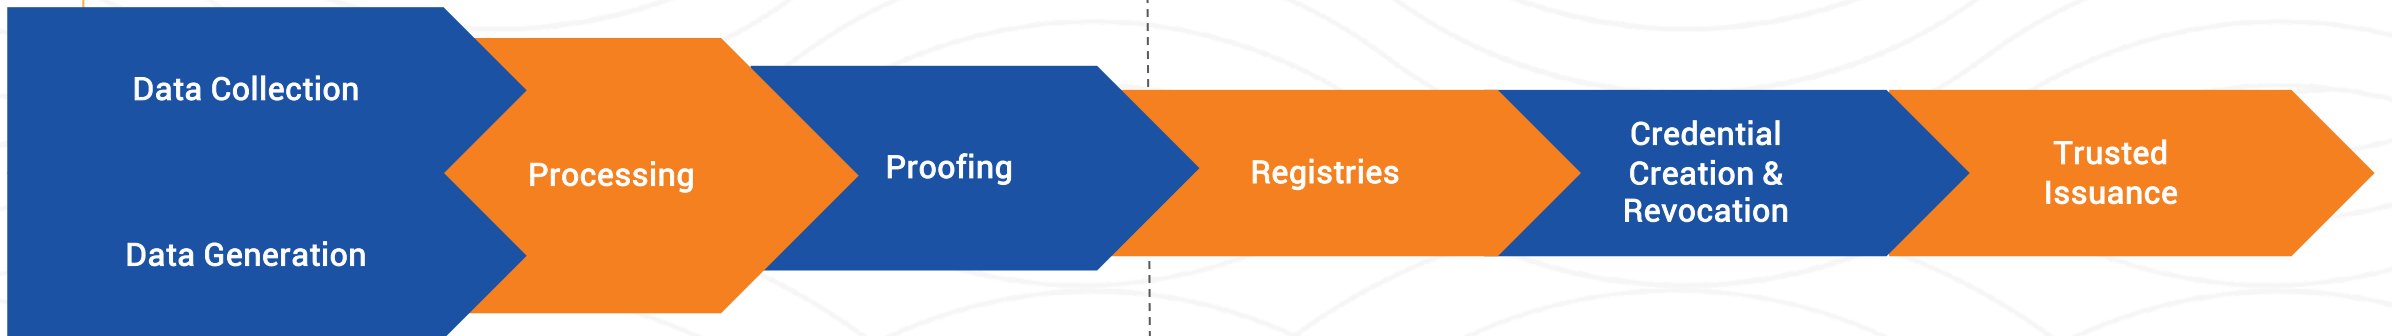 Data Collection
Data Generation
Processing
Proofing
Registries
Credential
Creation &
Revocation
Trusted
Issuance